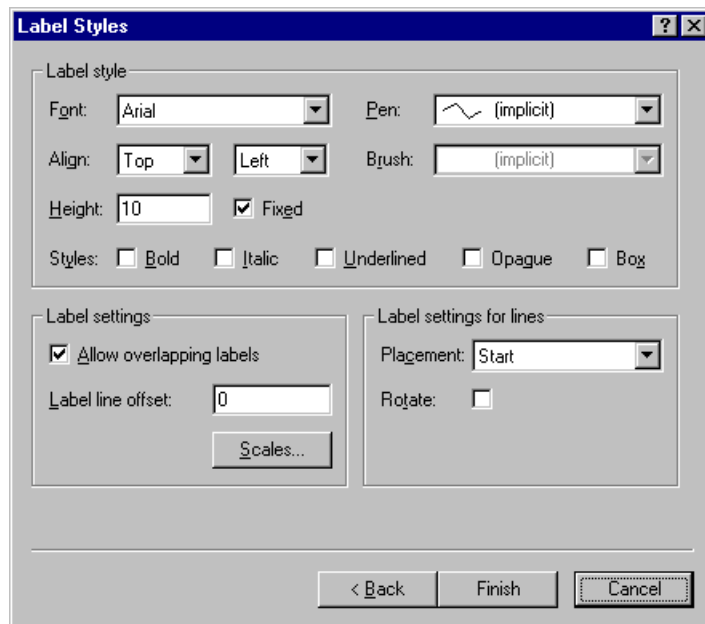 Label Styles ?
Label style
Font: Arial Pen: (implicit)
Align: Top Left Brush: (implicit)
Height: 10 Fixed
Styles: Bold Italic Underlined Opague Box
Label settings Label settings for lines
Allow overlapping labels Placement: Start
Label line offset: 0 Rotate:
Scales...
< Back Finish Cancel